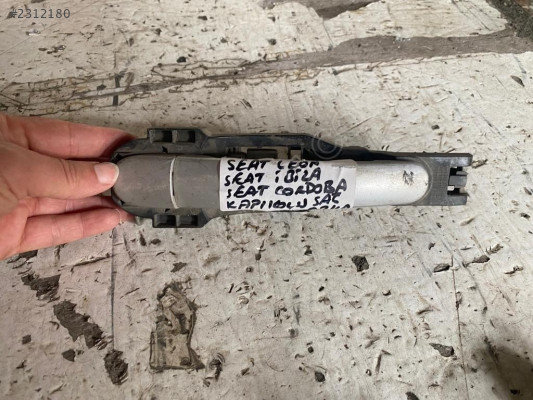 #2312180
SEAT LEON
SEAT İBİZA
SEAT CORDOBA
KAPI KOLU SAĞ